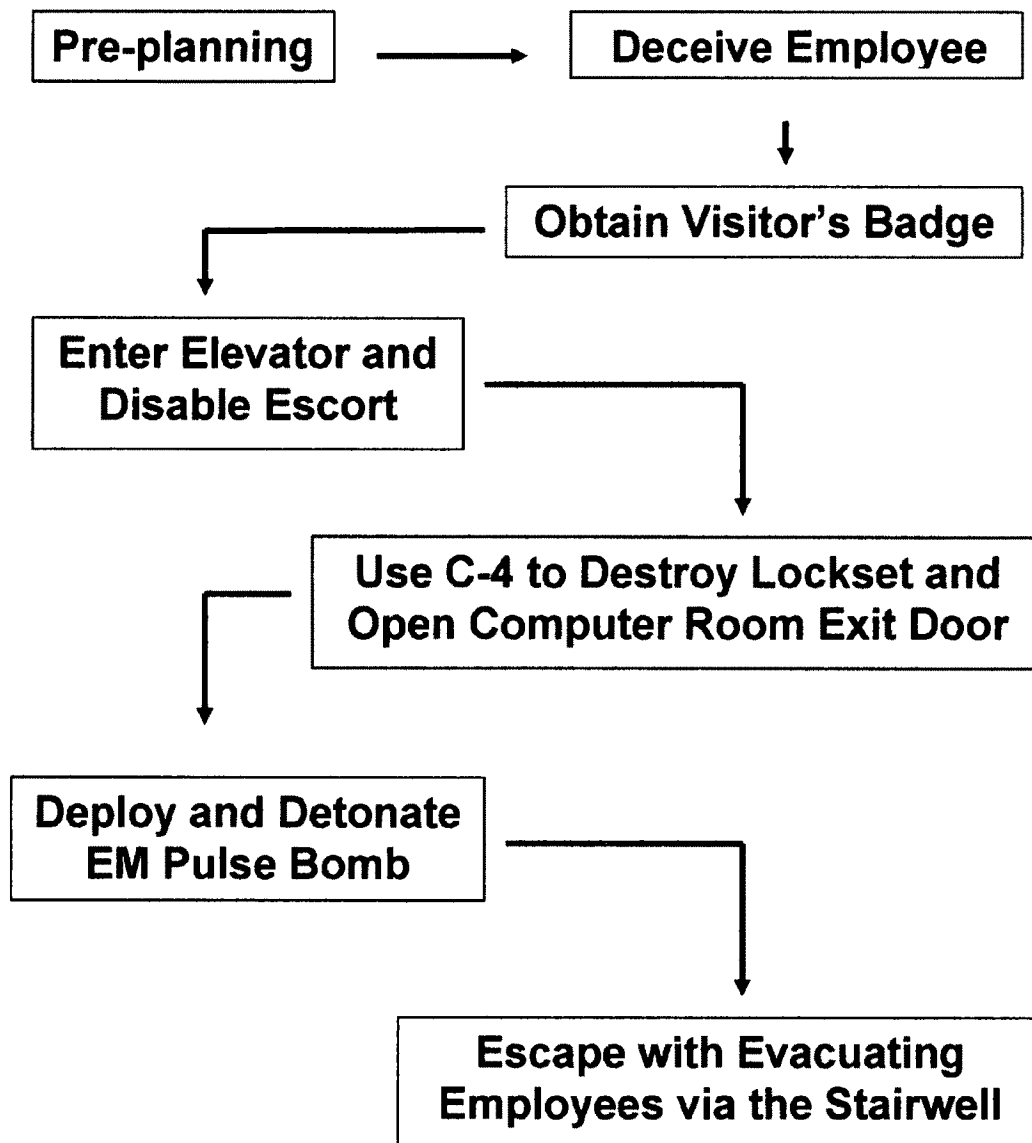 Pre-planning
Deceive Employee
Obtain Visitor's Badge
Enter Elevator and
Disable Escort
Use C-4 to Destroy Lockset and
Open Computer Room Exit Door
Deploy and Detonate
EM Pulse Bomb
Escape with Evacuating
Employees via the Stairwell